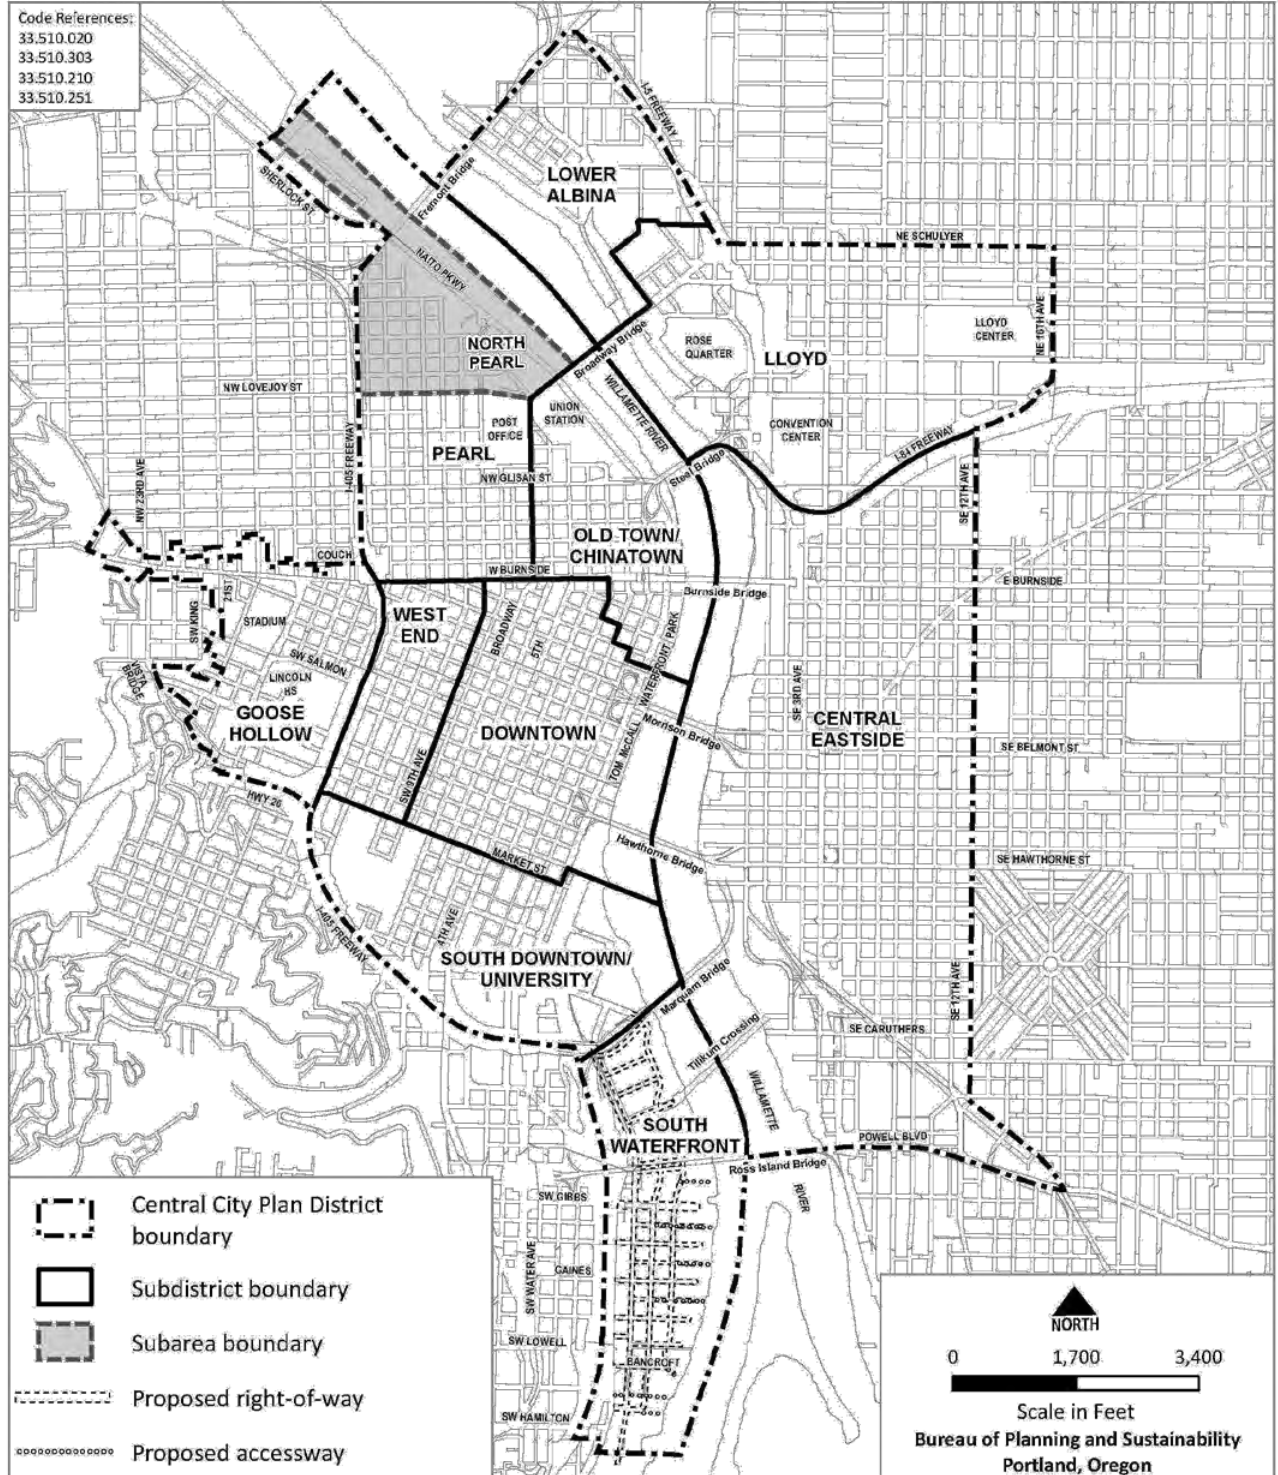 Code References:
33.510.020
33.510.303
33.510.210
33.510.251
I-5 FREEWAY
LOWER
ALBINA
SHERLOCK ST
Fremont Bridge
NE SCHULYER
NAITO PKWY
NE 16TH AVE
LLOYD
CENTER
NORTH
PEARL
Broadway Bridge
ROSE
QUARTER
LLOYD
NW LOVEJOY ST
WILLAMETTE RIVER
UNION
STATION
POST
OFFICE
CONVENTION
CENTER
I-84 FREEWAY
I-405 FREEWAY
PEARL
Steel Bridge
NW 23RD AVE
NW GLISAN ST
SE 12TH AVE
OLD TOWN/
CHINATOWN
COUCH
W BURNSIDE
E BURNSIDE
Burnside Bridge
21ST
SW KING
STADIUM
WEST
END
BROADWAY
5TH
SW SALMON
LINCOLN
HS
VISTA
BRIDGE
TOM McCALL WATERFRONT PARK
SE 3RD AVE
GOOSE
HOLLOW
DOWNTOWN
Morrison Bridge
CENTRAL
EASTSIDE
SE BELMONT ST
SW 9TH AVE
HWY 26
MARKET ST
Hawthorne Bridge
SE HAWTHORNE ST
I-405 FREEWAY
4TH AVE
SOUTH DOWNTOWN/
UNIVERSITY
Marquam Bridge
SE 12TH AVE
SE CARUTHERS
Tilikum Crossing
WILLAMETTE
SOUTH
WATERFRONT
POWELL BLVD
Ross Island Bridge
RIVER
SW GIBBS
SW WATER AVE
GAINES
SW LOWELL
BANCROFT
SW HAMILTON
Central City Plan District
boundary
Subdistrict boundary
Subarea boundary
Proposed right-of-way
Proposed accessway
NORTH
0 1,700 3,400
Scale in Feet
Bureau of Planning and Sustainability
Portland, Oregon